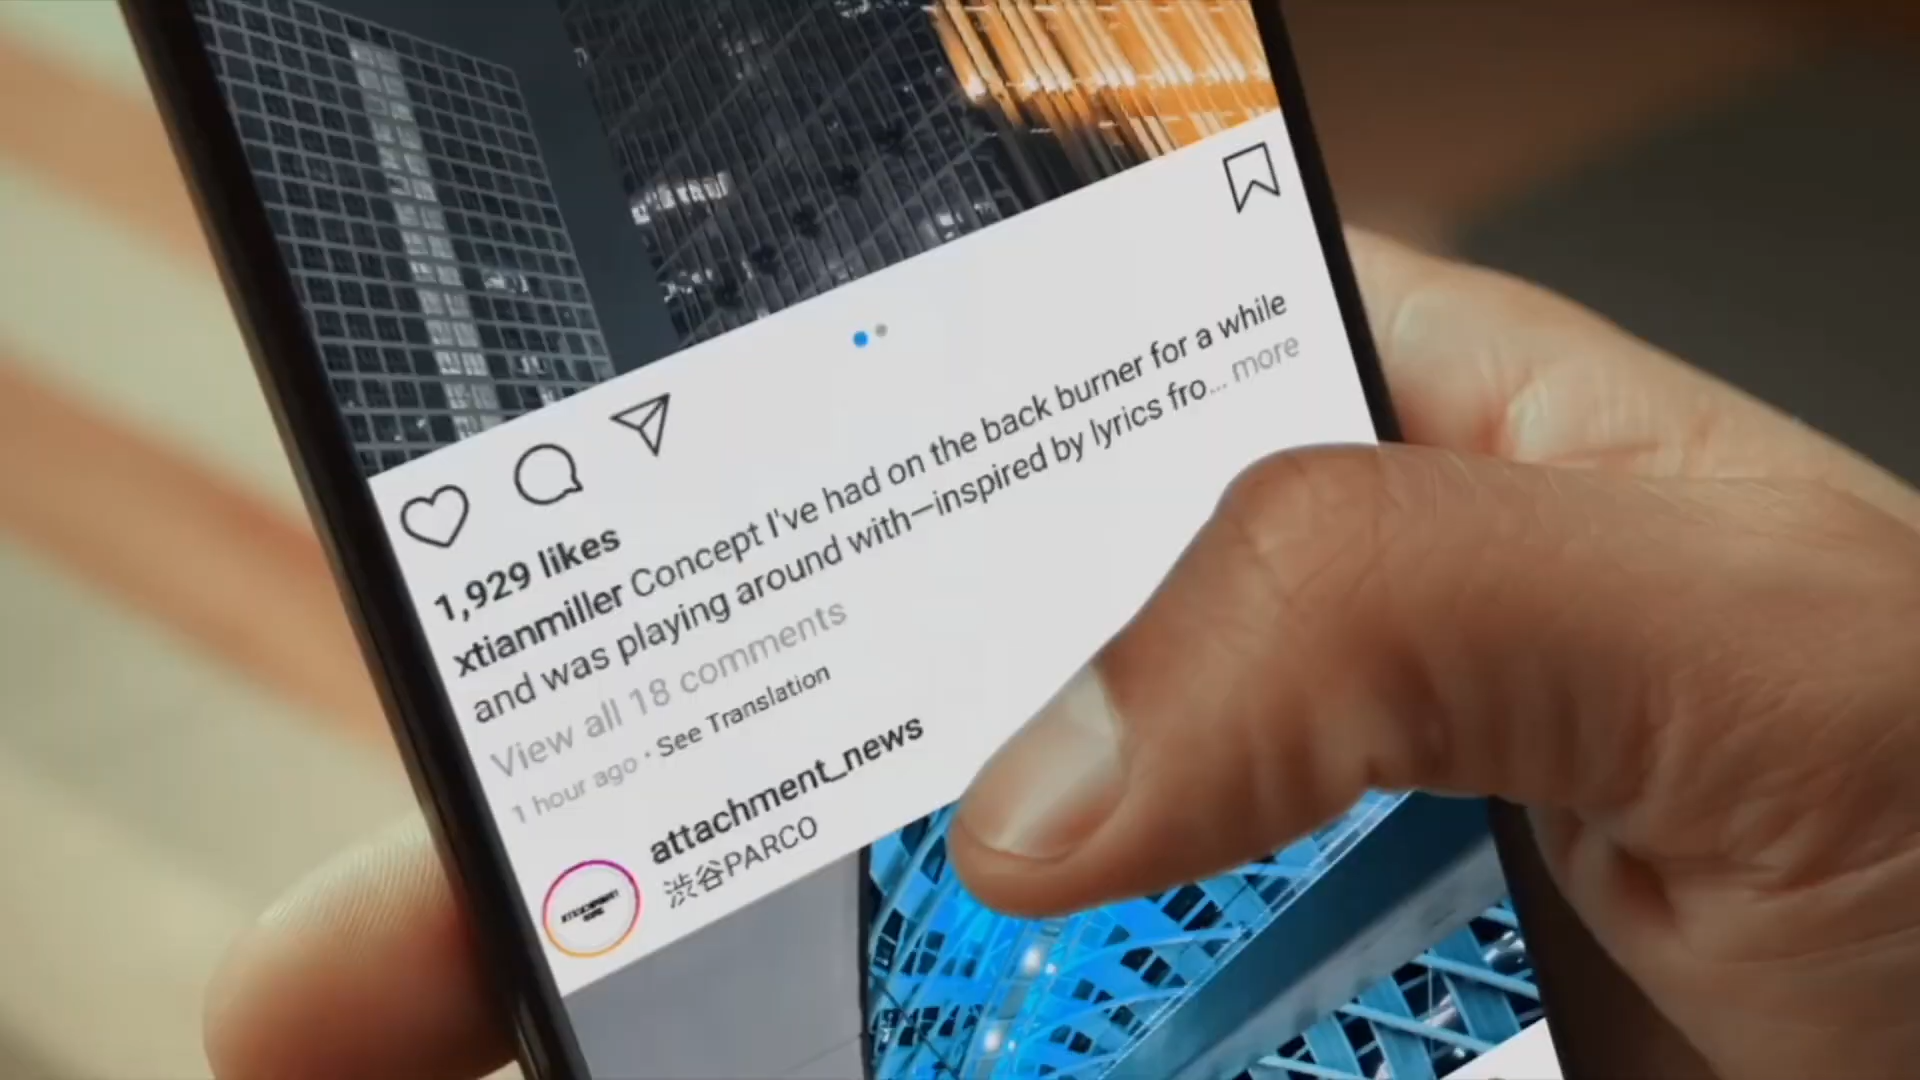 1,929 likes
xtianmiller Concept I've had on the back burner for a while
and was playing around with—inspired by lyrics fro... more
View all 18 comments
1 hour ago · See Translation
attachment_news
渋谷PARCO